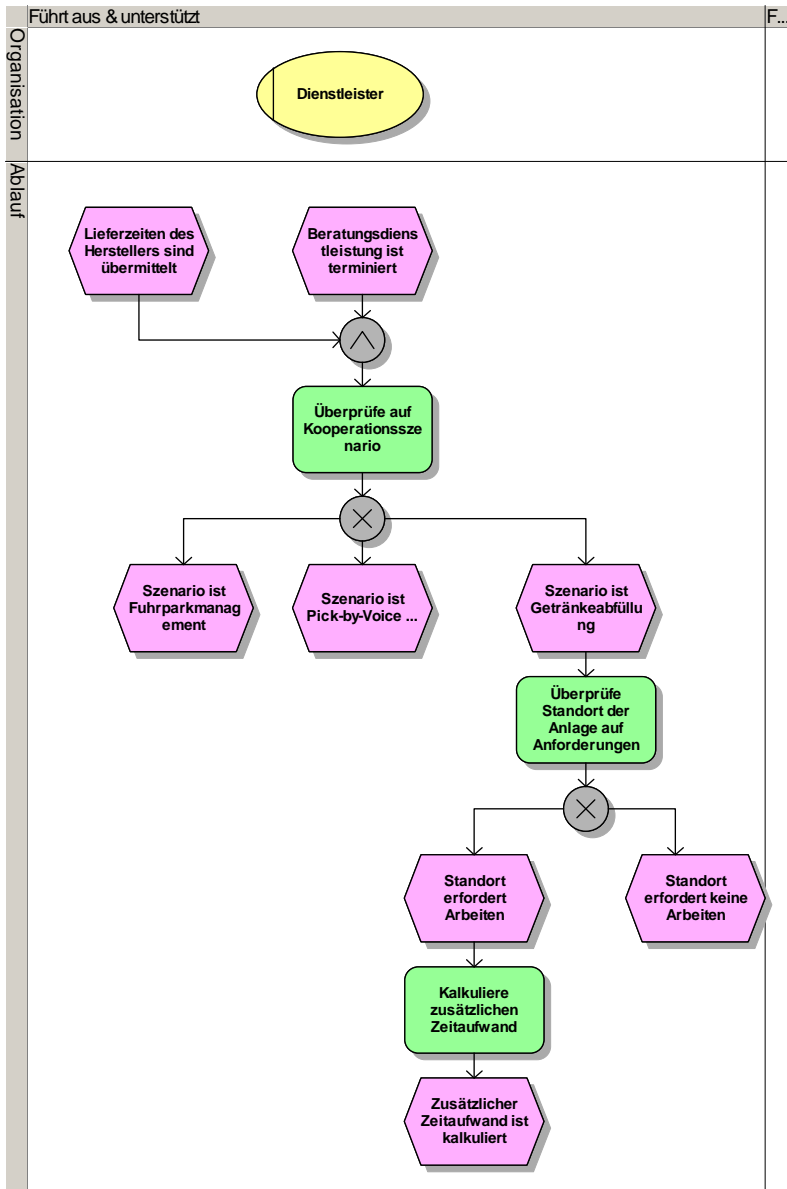 Führt aus & unterstützt
F...
Organisation
Dienstleister
Ablauf
Lieferzeiten des
Herstellers sind
übermittelt
Beratungsdiens
tleistung ist
terminiert
Überprüfe auf
Kooperationssze
nario
Szenario ist
Fuhrparkmanag
ement
Szenario ist
Pick-by-Voice ...
Szenario ist
Getränkeabfüllu
ng
Überprüfe
Standort der
Anlage auf
Anforderungen
Standort
erfordert
Arbeiten
Standort
erfordert keine
Arbeiten
Kalkuliere
zusätzlichen
Zeitaufwand
Zusätzlicher
Zeitaufwand ist
kalkuliert